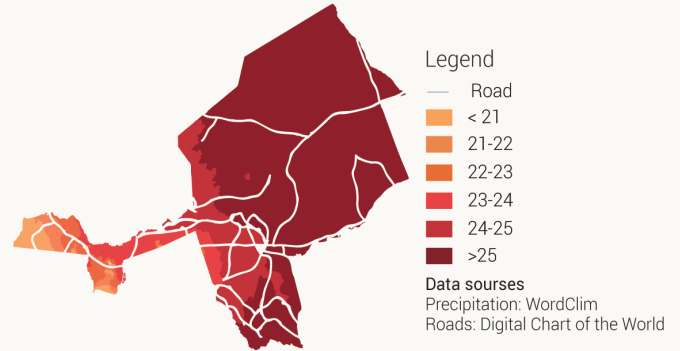 Legend
Road
< 21
21-22
22-23
23-24
24-25
>25
Data sourses
Precipitation: WordClim
Roads: Digital Chart of the World